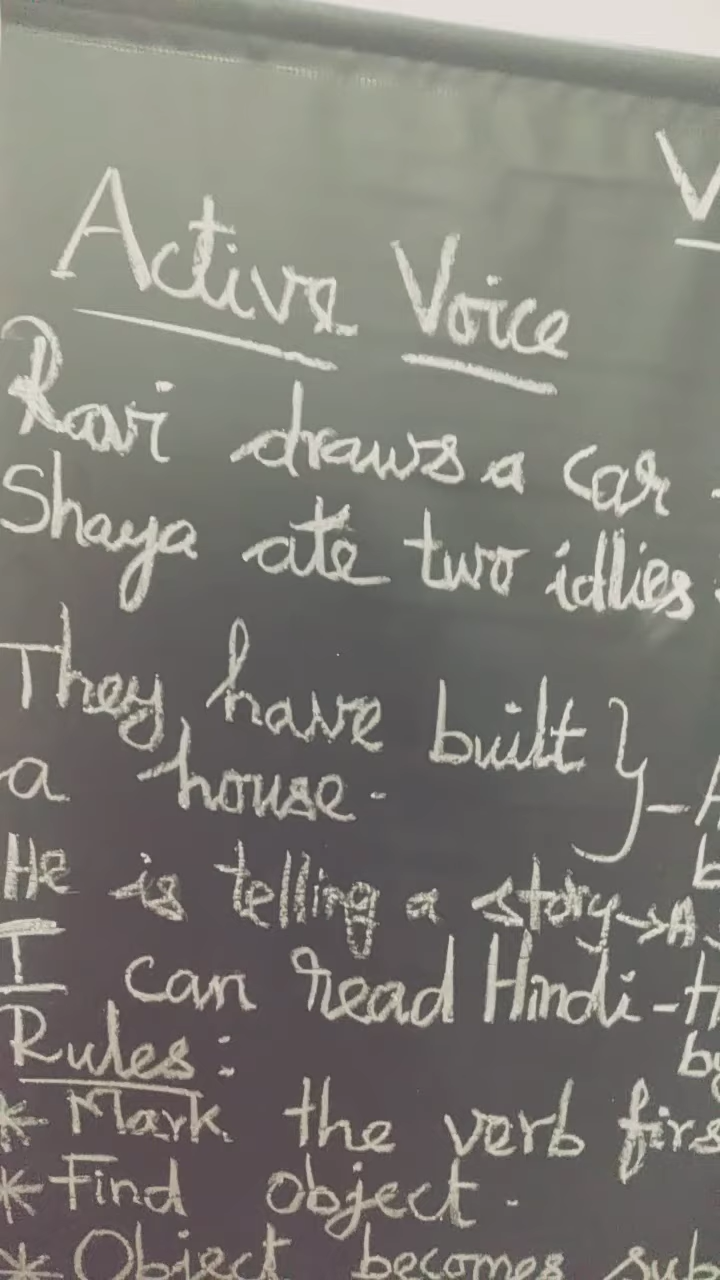 V
Active Voice
Ravi draws a car -
Shaya ate two idlies
They have built } - A
a house.
He is telling a story → A
I can read Hindi - H
by
Rules:
* Mark the verb
* Find object.
* Object becomes